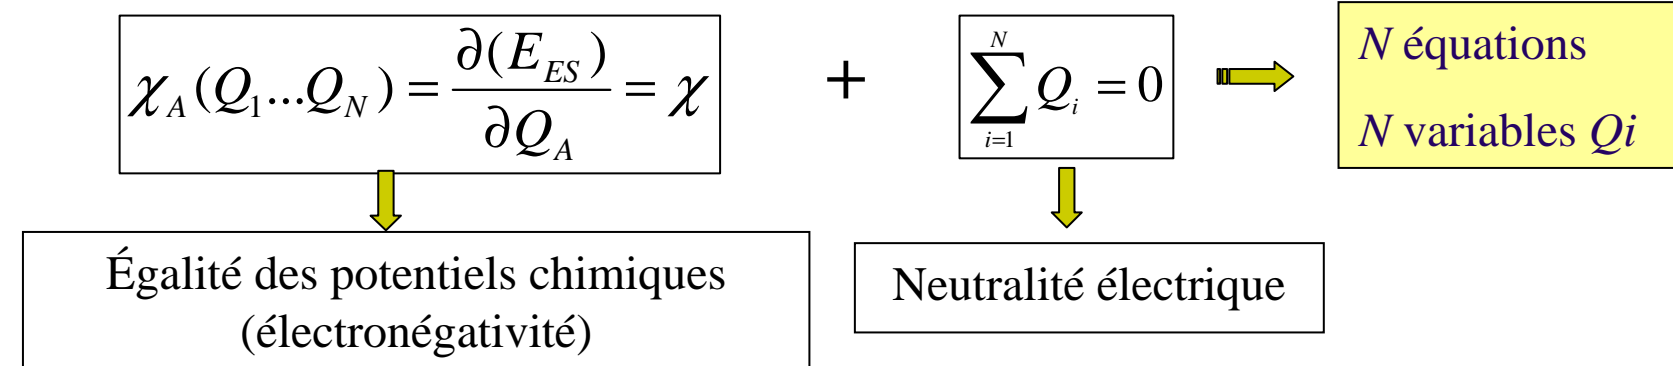 χ_A(Q_1...Q_N) = ∂(E_ES)/∂Q_A = χ
+
∑_{i=1}^{N} Q_i = 0
N équations
N variables Qi
Égalité des potentiels chimiques
(électronégativité)
Neutralité électrique